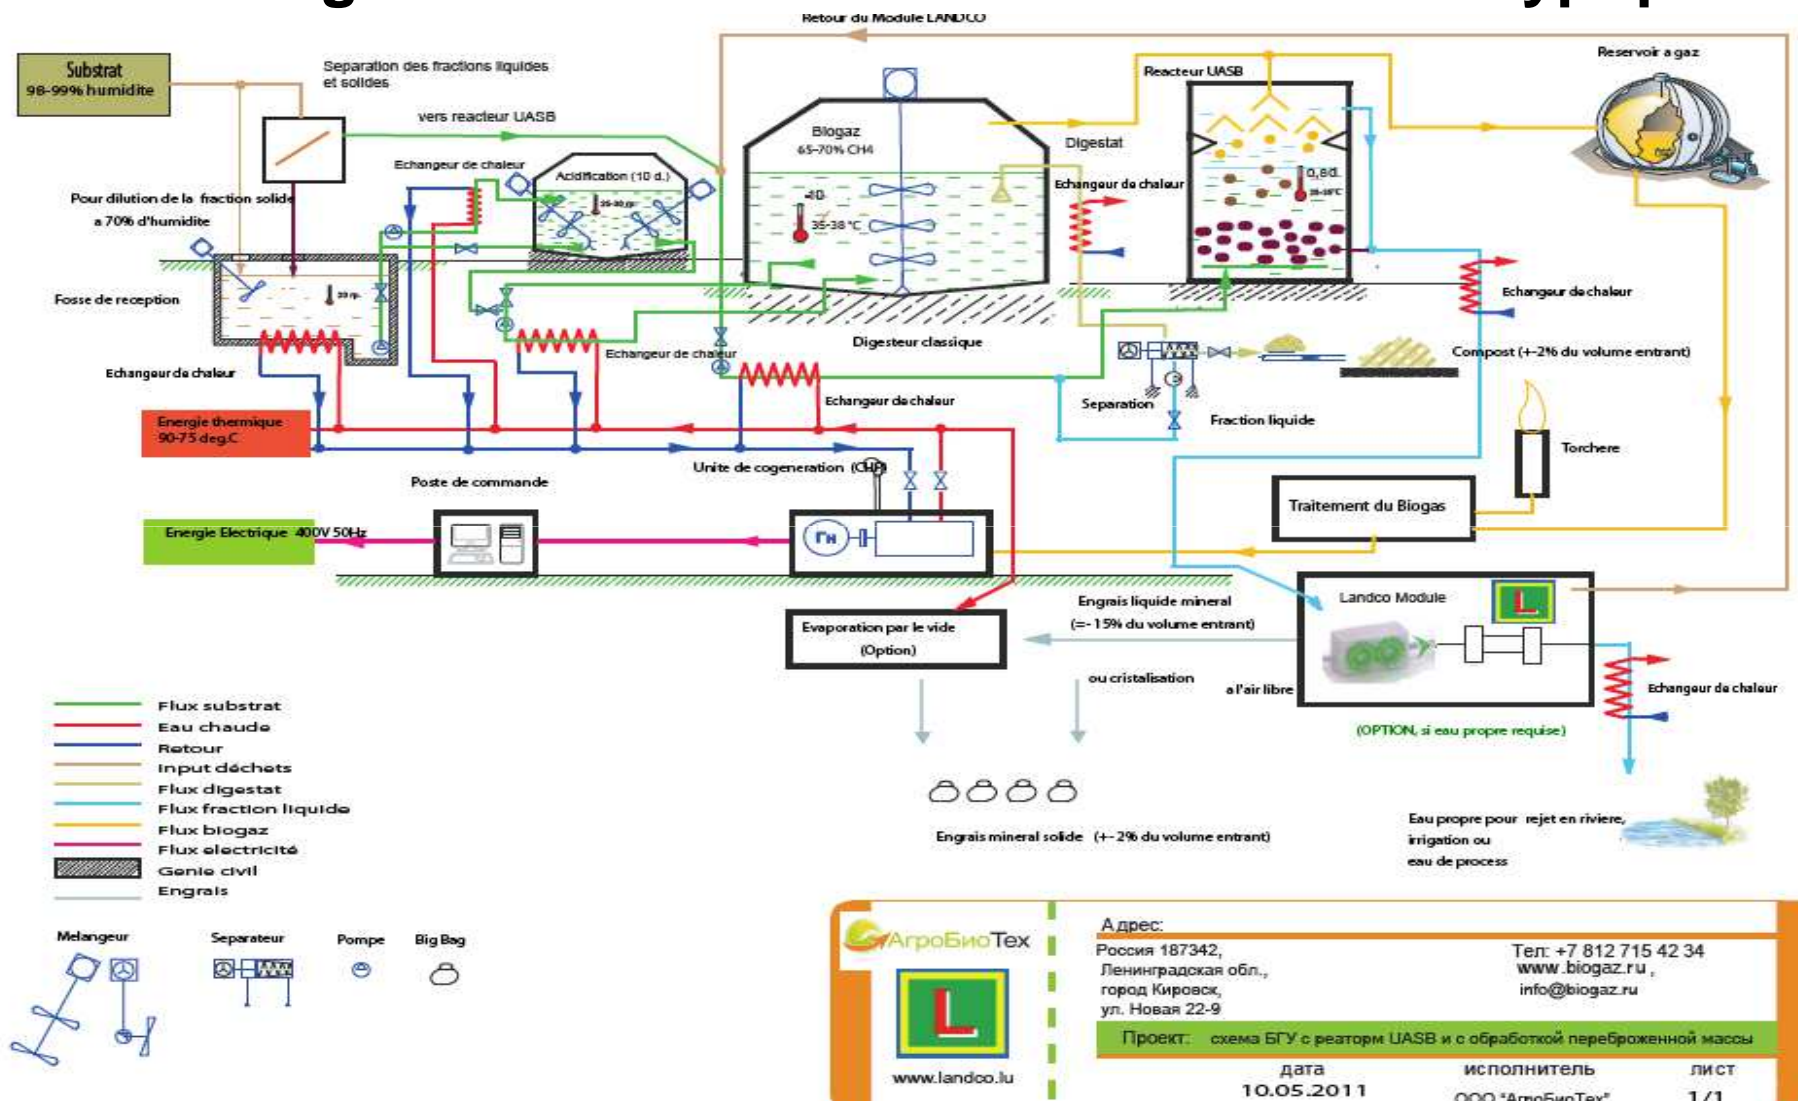 Retour du Module LANDCO
Substrat
98-99% humidite
Separation des fractions liquides
et solides
vers reacteur UASB
Echangeur de chaleur
Acidification (10 d.)
Pour dilution de la fraction solide
a 70% d'humidite
Fosse de reception
Echangeur de chaleur
Biogaz
65-70% CH4
35-38 °C
Digesteur classique
Digestat
Echangeur de chaleur
Reacteur UASB
0,8d.
Reservoir a gaz
Echangeur de chaleur
Compost (+-2% du volume entrant)
Separation
Fraction liquide
Echangeur de chaleur
Echangeur de chaleur
Energie thermique
90-75 deg.C
Unite de cogeneration (CHP)
Poste de commande
Energie Electrique 400V 50Hz
Гн
Torchere
Traitement du Biogas
Evaporation par le vide
(Option)
Engrais liquide mineral
(=-15% du volume entrant)
ou cristalisation
a l'air libre
Landco Module
L
Echangeur de chaleur
(OPTION, si eau propre requise)
Flux substrat
Eau chaude
Retour
Input déchets
Flux digestat
Flux fraction liquide
Flux biogaz
Flux electricité
Genie civil
Engrais
Engrais mineral solide (+-2% du volume entrant)
Eau propre pour rejet en riviere,
irrigation ou
eau de process
Melangeur
Separateur
Pompe
Big Bag
АгроБиоТех
L
www.landco.lu
Адрес:
Россия 187342,
Ленинградская обл.,
город Кировск,
ул. Новая 22-9
Тел: +7 812 715 42 34
www.biogaz.ru ,
info@biogaz.ru
Проект: схема БГУ с реаторм UASB и с обработкой переброженной массы
дата исполнитель лист
10.05.2011 ООО "АгроБиоТех" 1/1